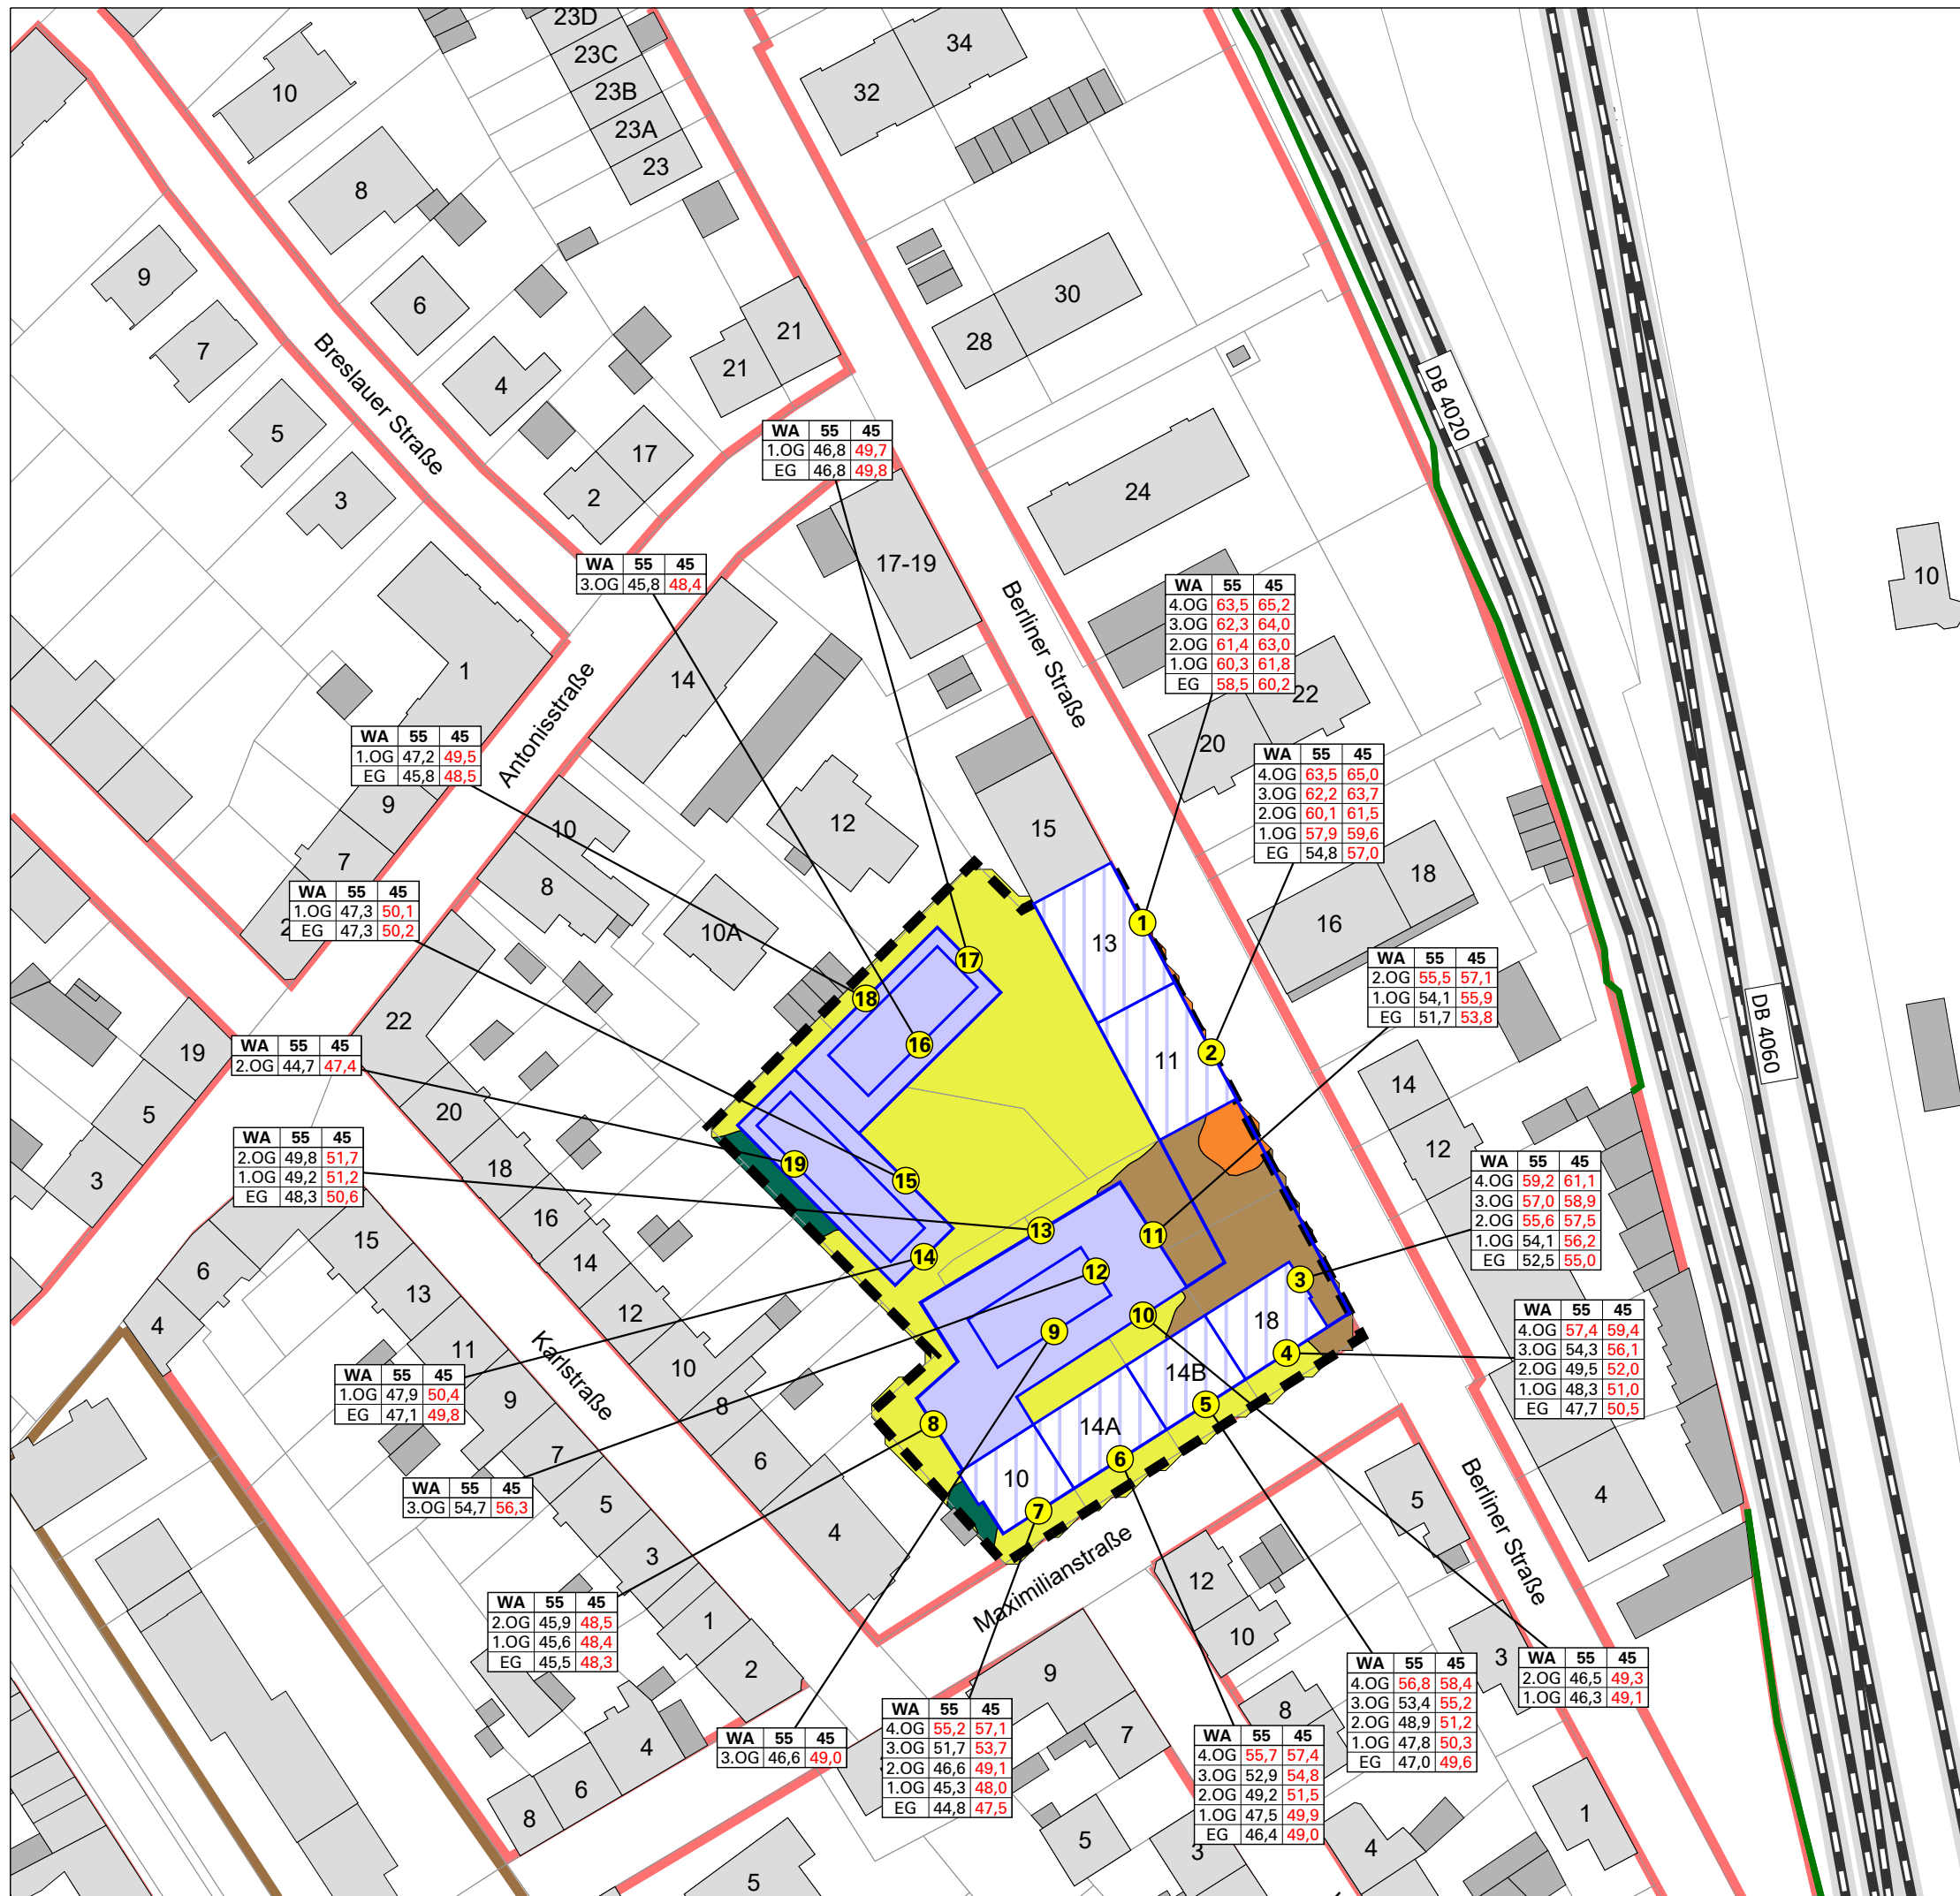 23D
23C
23B
23A
23
34
32
10
8
9
6
7
4
5
3
17
2
21
21
30
28
24
Breslauer Straße
DB 4020
WA 55 45
1.OG 46,8 49,7
EG 46,8 49,8
17-19
WA 55 45
3.OG 45,8 48,4
Berliner Straße
WA 55 45
4.OG 63,5 65,2
3.OG 62,3 64,0
2.OG 61,4 63,0
1.OG 60,3 61,8
EG 58,5 60,2
10
1
14
Antonisstraße
22
20
WA 55 45
1.OG 47,2 49,5
EG 45,8 48,5
WA 55 45
4.OG 63,5 65,0
3.OG 62,2 63,7
2.OG 60,1 61,5
1.OG 57,9 59,6
EG 54,8 57,0
9
7
10
8
12
15
18
16
WA 55 45
1.OG 47,3 50,1
EG 47,3 50,2
2
10A
13
1
17
18
16
11
2
WA 55 45
2.OG 55,5 57,1
1.OG 54,1 55,9
EG 51,7 53,8
DB 4060
22
19
5
3
WA 55 45
2.OG 44,7 47,4
20
18
16
14
12
10
8
6
4
14
12
WA 55 45
2.OG 49,8 51,7
1.OG 49,2 51,2
EG 48,3 50,6
19
15
13
11
14
12
3
WA 55 45
4.OG 59,2 61,1
3.OG 57,0 58,9
2.OG 55,6 57,5
1.OG 54,1 56,2
EG 52,5 55,0
6
4
15
13
11
9
7
5
3
1
2
Karlstraße
10
9
18
4
14B
5
14A
6
10
7
8
WA 55 45
4.OG 57,4 59,4
3.OG 54,3 56,1
2.OG 49,5 52,0
1.OG 48,3 51,0
EG 47,7 50,5
WA 55 45
1.OG 47,9 50,4
EG 47,1 49,8
WA 55 45
3.OG 54,7 56,3
4
5
Berliner Straße
Maximilianstraße
12
10
WA 55 45
2.OG 45,9 48,5
1.OG 45,6 48,4
EG 45,5 48,3
9
7
8
3
WA 55 45
2.OG 46,5 49,3
1.OG 46,3 49,1
WA 55 45
4.OG 56,8 58,4
3.OG 53,4 55,2
2.OG 48,9 51,2
1.OG 47,8 50,3
EG 47,0 49,6
WA 55 45
3.OG 46,6 49,0
WA 55 45
4.OG 55,2 57,1
3.OG 51,7 53,7
2.OG 46,6 49,1
1.OG 45,3 48,0
EG 44,8 47,5
WA 55 45
4.OG 55,7 57,4
3.OG 52,9 54,8
2.OG 49,2 51,5
1.OG 47,5 49,9
EG 46,4 49,0
4
6
8
5
5
3
4
1